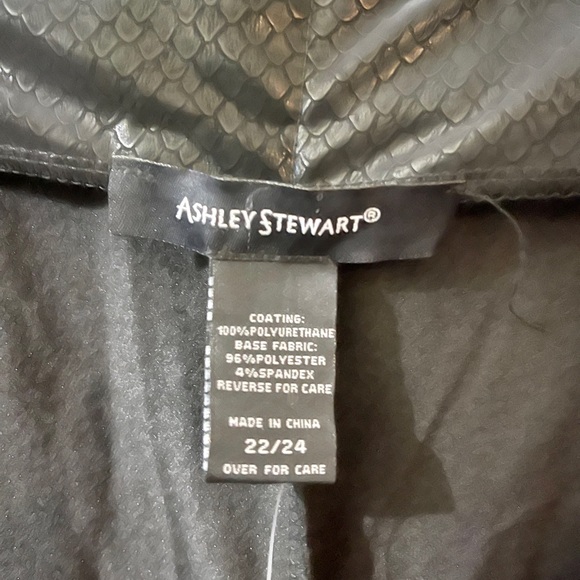 ASHLEY STEWART®
COATING:
100%POLYURETHANE
BASE FABRIC:
96%POLYESTER
4%SPANDEX
REVERSE FOR CARE
MADE IN CHINA
22/24
OVER FOR CARE